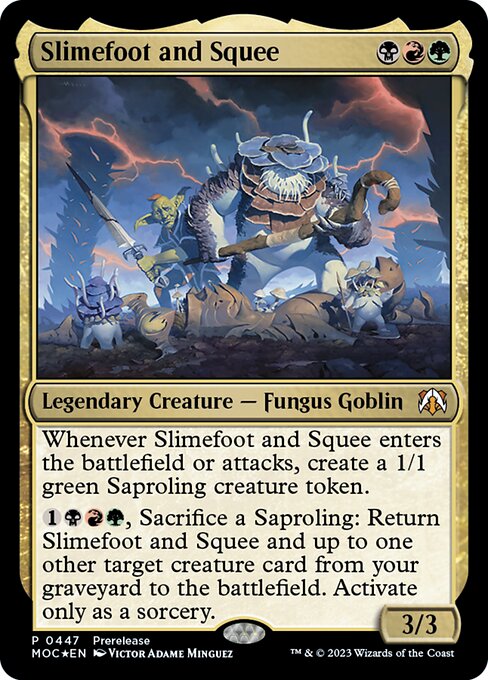 Slimefoot and Squee
Legendary Creature — Fungus Goblin
Whenever Slimefoot and Squee enters
the battlefield or attacks, create a 1/1
green Saproling creature token.
1, Sacrifice a Saproling: Return
Slimefoot and Squee and up to one
other target creature card from your
graveyard to the battlefield. Activate
only as a sorcery.
3/3
P 0447 Prerelease
MOC★EN Victor Adame Minguez
™ & © 2023 Wizards of the Coast